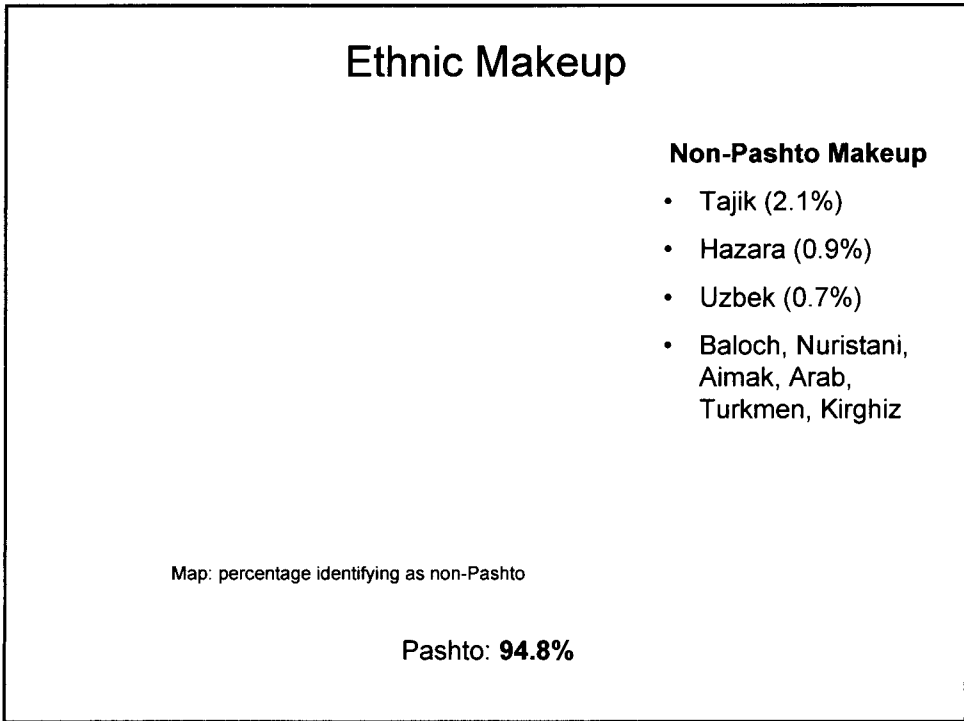 Ethnic Makeup
Non-Pashto Makeup
• Tajik (2.1%)
• Hazara (0.9%)
• Uzbek (0.7%)
• Baloch, Nuristani,
Aimak, Arab,
Turkmen, Kirghiz
Map: percentage identifying as non-Pashto
Pashto: 94.8%